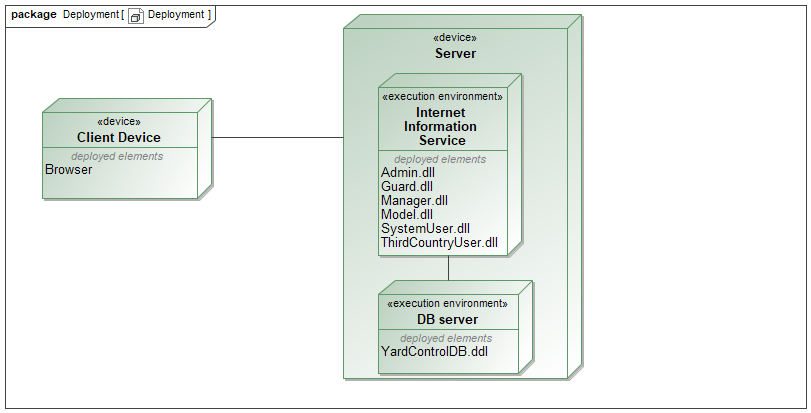 package Deployment [ Deployment ]
«device»
Client Device
deployed elements
Browser
«device»
Server
«execution environment»
Internet
Information
Service
deployed elements
Admin.dll
Guard.dll
Manager.dll
Model.dll
SystemUser.dll
ThirdCountryUser.dll
«execution environment»
DB server
deployed elements
YardControlDB.ddl